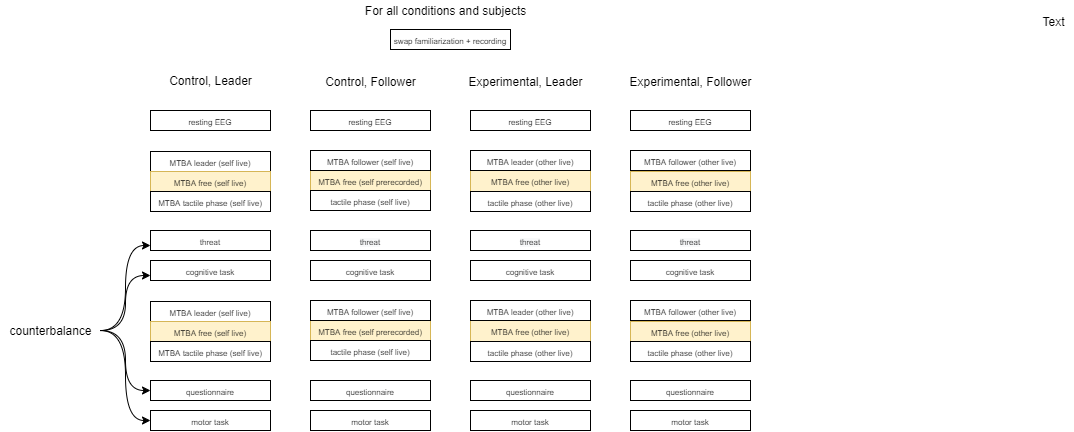 For all conditions and subjects
Text
swap familiarization + recording
Control, Leader
Control, Follower
Experimental, Leader
Experimental, Follower
resting EEG
resting EEG
resting EEG
resting EEG
MTBA leader (self live)
MTBA follower (self live)
MTBA leader (other live)
MTBA follower (other live)
MTBA free (self live)
MTBA free (self prerecorded)
MTBA free (other live)
MTBA free (other live)
MTBA tactile phase (self live)
tactile phase (self live)
tactile phase (other live)
tactile phase (other live)
threat
threat
threat
threat
cognitive task
cognitive task
cognitive task
cognitive task
MTBA leader (self live)
MTBA follower (self live)
MTBA leader (other live)
MTBA follower (other live)
counterbalance
MTBA free (self live)
MTBA free (self prerecorded)
MTBA free (other live)
MTBA free (other live)
MTBA tactile phase (self live)
tactile phase (self live)
tactile phase (other live)
tactile phase (other live)
questionnaire
questionnaire
questionnaire
questionnaire
motor task
motor task
motor task
motor task